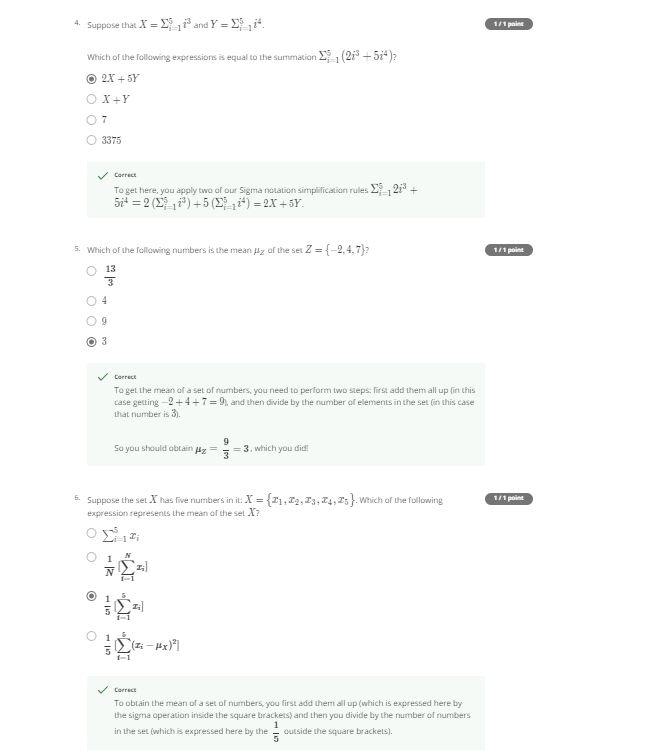 4. Suppose that $X = \Sigma_{i=1}^{5} i^3$ and $Y = \Sigma_{i=1}^{5} i^4$.
1 / 1 point
Which of the following expressions is equal to the summation $\Sigma_{i=1}^{5} (2i^3 + 5i^4)$?
$2X + 5Y$
$X + Y$
7
3375
Correct
To get here, you apply two of our Sigma notation simplification rules $\Sigma_{i=1}^{5} 2i^3 +$
$5i^4 = 2\,(\Sigma_{i=1}^{5} i^3) + 5\,(\Sigma_{i=1}^{5} i^4) = 2X + 5Y$.
5. Which of the following numbers is the mean $\mu_Z$ of the set $Z = \{-2, 4, 7\}$?
1 / 1 point
$\frac{13}{3}$
4
9
3
Correct
To get the mean of a set of numbers, you need to perform two steps: first add them all up (in this
case getting $-2 + 4 + 7 = 9$), and then divide by the number of elements in the set (in this case
that number is 3).
So you should obtain $\mu_Z = \frac{9}{3} = 3$, which you did!
6. Suppose the set $X$ has five numbers in it: $X = \{x_1, x_2, x_3, x_4, x_5\}$. Which of the following
1 / 1 point
expression represents the mean of the set $X$?
$\sum_{i=1}^{5} x_i$
$\frac{1}{N} [\sum_{i=1}^{N} x_i]$
$\frac{1}{5} [\sum_{i=1}^{5} x_i]$
$\frac{1}{5} [\sum_{i=1}^{5} (x_i - \mu_X)^2]$
Correct
To obtain the mean of a set of numbers, you first add them all up (which is expressed here by
the sigma operation inside the square brackets) and then you divide by the number of numbers
in the set (which is expressed here by the $\frac{1}{5}$ outside the square brackets).